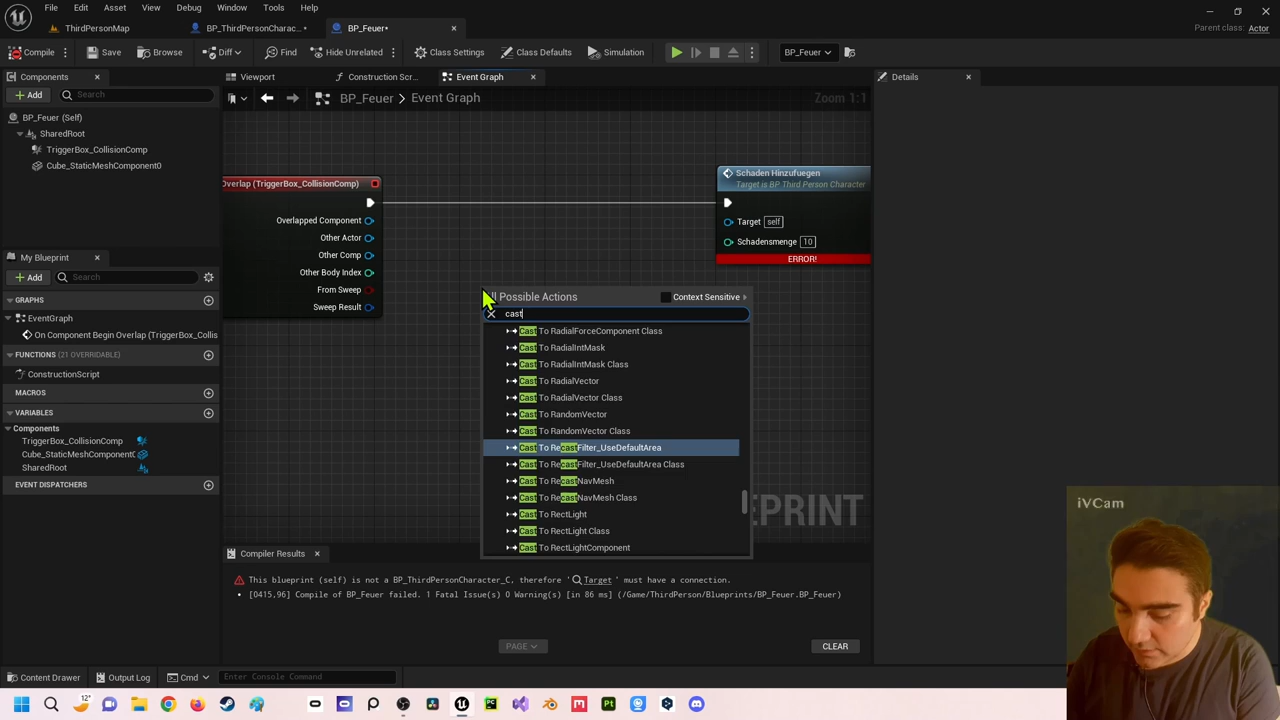 File Edit Asset View Debug Window Tools Help
ThirdPersonMap
BP_ThirdPersonCharac...•
BP_Feuer•
Parent class: Actor
Compile
Save
Browse
Diff
Find
Hide Unrelated
Class Settings
Class Defaults
Simulation
BP_Feuer
Components
Add
Search
BP_Feuer (Self)
SharedRoot
TriggerBox_CollisionComp
Cube_StaticMeshComponent0
My Blueprint
Add
Search
GRAPHS
EventGraph
On Component Begin Overlap (TriggerBox_Collis
FUNCTIONS (21 OVERRIDABLE)
ConstructionScript
MACROS
VARIABLES
Components
TriggerBox_CollisionComp
Cube_StaticMeshComponent
SharedRoot
EVENT DISPATCHERS
Viewport
Construction Scr...
Event Graph
BP_Feuer > Event Graph
Zoom 1:1
Overlap (TriggerBox_CollisionComp)
Overlapped Component
Other Actor
Other Comp
Other Body Index
From Sweep
Sweep Result
Schaden Hinzufuegen
Target is BP Third Person Character
Target self
Schadensmenge 10
ERROR!
ll Possible Actions
Context Sensitive
cast
Cast To RadialForceComponent Class
Cast To RadialIntMask
Cast To RadialIntMask Class
Cast To RadialVector
Cast To RadialVector Class
Cast To RandomVector
Cast To RandomVector Class
Cast To RecastFilter_UseDefaultArea
Cast To RecastFilter_UseDefaultArea Class
Cast To RecastNavMesh
Cast To RecastNavMesh Class
Cast To RectLight
Cast To RectLight Class
Cast To RectLightComponent
EPRINT
Compiler Results
This blueprint (self) is not a BP_ThirdPersonCharacter_C, therefore ' Target ' must have a connection.
[0415,96] Compile of BP_Feuer failed. 1 Fatal Issue(s) 0 Warning(s) [in 86 ms] (/Game/ThirdPerson/Blueprints/BP_Feuer.BP_Feuer)
PAGE
CLEAR
Details
iVCam
Content Drawer
Output Log
Cmd
Enter Console Command
12°